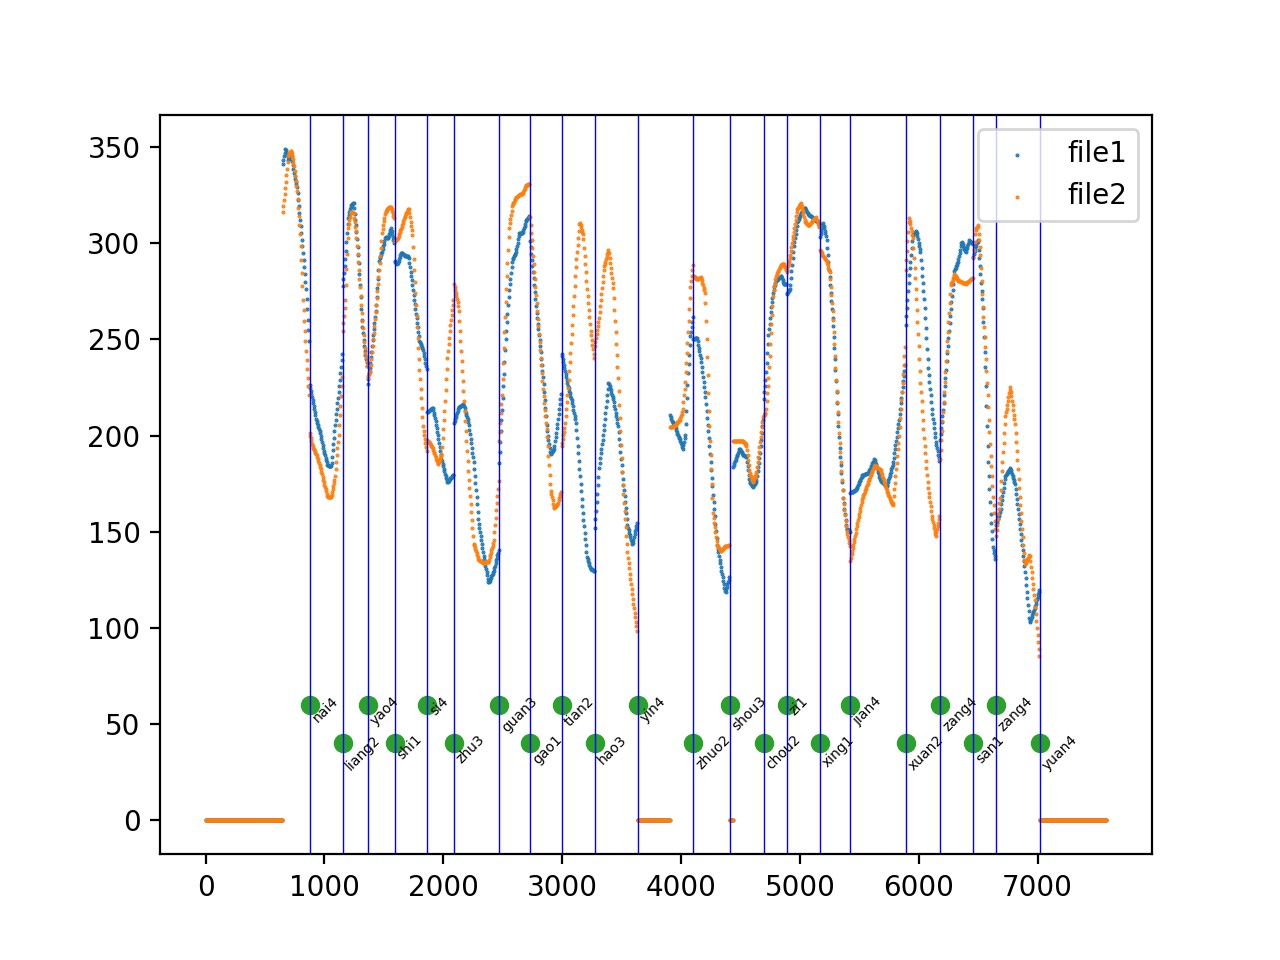 350
300
250
200
150
100
50
0
file1
file2
nai4
liang2
yao4
shi1
si4
zhu3
guan3
gao1
tian2
hao3
yin4
zhuo2
shou3
chou2
zi1
xing1
jian4
xuan2
zang4
san1
zang4
yuan4
0 1000 2000 3000 4000 5000 6000 7000